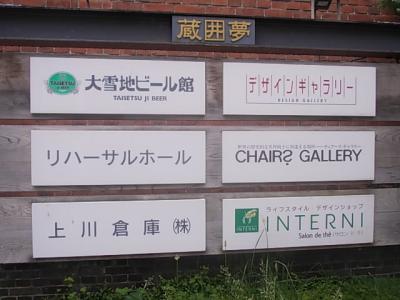 蔵囲夢
TAISETSU
大雪地ビール館
TAISETSU JI BEER
デザインギャラリー
DESIGN GALLERY
リハーサルホール
CHAIRS GALLERY
上川倉庫㈱
ライフスタイル/デザインショップ
INTERNI
INTERNI
Salon de thé